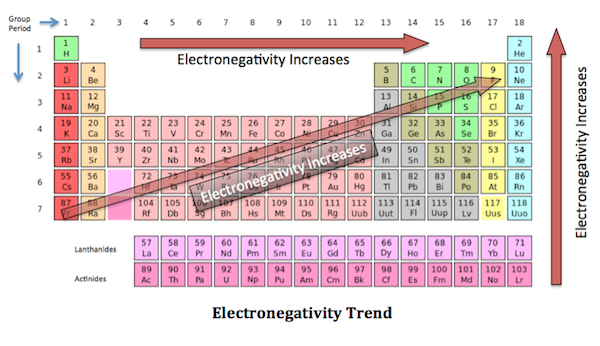 Group
Period
1 2 3 4 5 6 7 8 9 10 11 12 13 14 15 16 17 18
Electronegativity Increases
1 2
1 H He
3 4 5 6 7 8 9 10
2 Li Be B C N O F Ne
11 12 13 14 15 16 17 18
3 Na Mg Al Si P S Cl Ar
19 20 21 22 23 24 25 26 27 28 29 30 31 32 33 34 35 36
4 K Ca Sc Ti V Cr Mn Fe Co Ni Cu Ga Ge As Se Br Kr
37 38 39 40 41 42 43 44 45 46 49 50 51 52 53 54
5 Rb Sr Y Zr Nb Mo In Sn Sb Te I Xe
55 56 72 73 74 78 79 80 81 82 83 84 85 86
6 Cs Ba Hf Pt Au Hg Tl Pb Bi Po At Rn
87 88 104 105 106 107 108 109 110 111 112 113 114 115 116 117 118
7 Ra Rf Db Bh Hs Mt Ds Rg Uub Uut Fl Uup Lv Uus Uuo
Electronegativity Increases
Electronegativity Increases
57 58 59 60 61 62 63 64 65 66 67 68 69 70 71
Lanthanides La Ce Pr Nd Pm Sm Eu Gd Tb Dy Ho Er Tm Yb Lu
89 90 91 92 93 94 95 96 97 98 99 100 101 102 103
Actinides Ac Th Pa U Np Pu Am Cm Bk Cf Es Fm Md No Lr
Electronegativity Trend